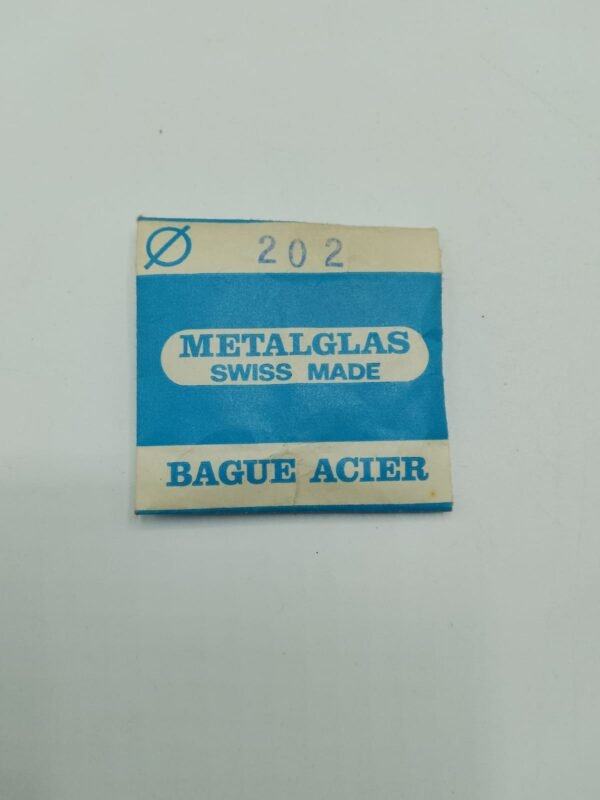 Ø 202
METALGLAS
SWISS MADE
BAGUE ACIER